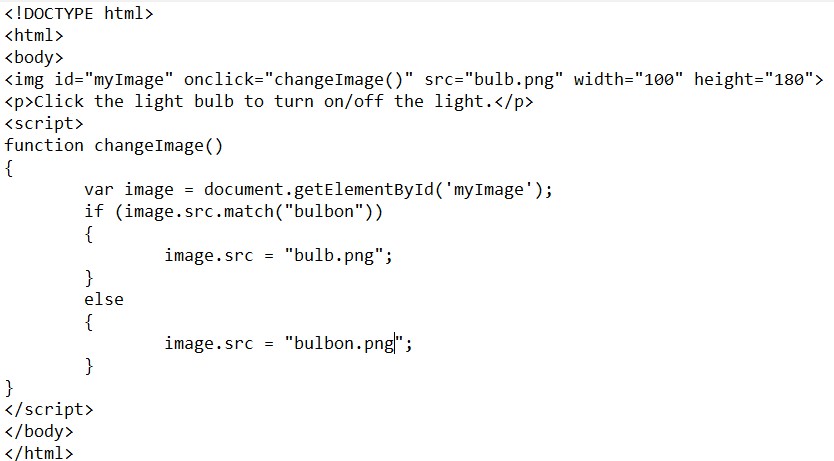 <!DOCTYPE html>
<html>
<body>
<img id="myImage" onclick="changeImage()" src="bulb.png" width="100" height="180">
<p>Click the light bulb to turn on/off the light.</p>
<script>
function changeImage()
{
        var image = document.getElementById('myImage');
        if (image.src.match("bulbon"))
        {
                image.src = "bulb.png";
        }
        else
        {
                image.src = "bulbon.png";
        }
}
</script>
</body>
</html>